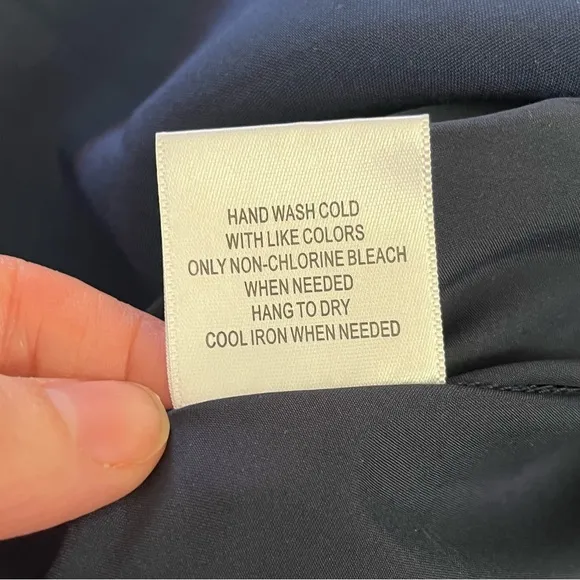 HAND WASH COLD
WITH LIKE COLORS
ONLY NON-CHLORINE BLEACH
WHEN NEEDED
HANG TO DRY
COOL IRON WHEN NEEDED